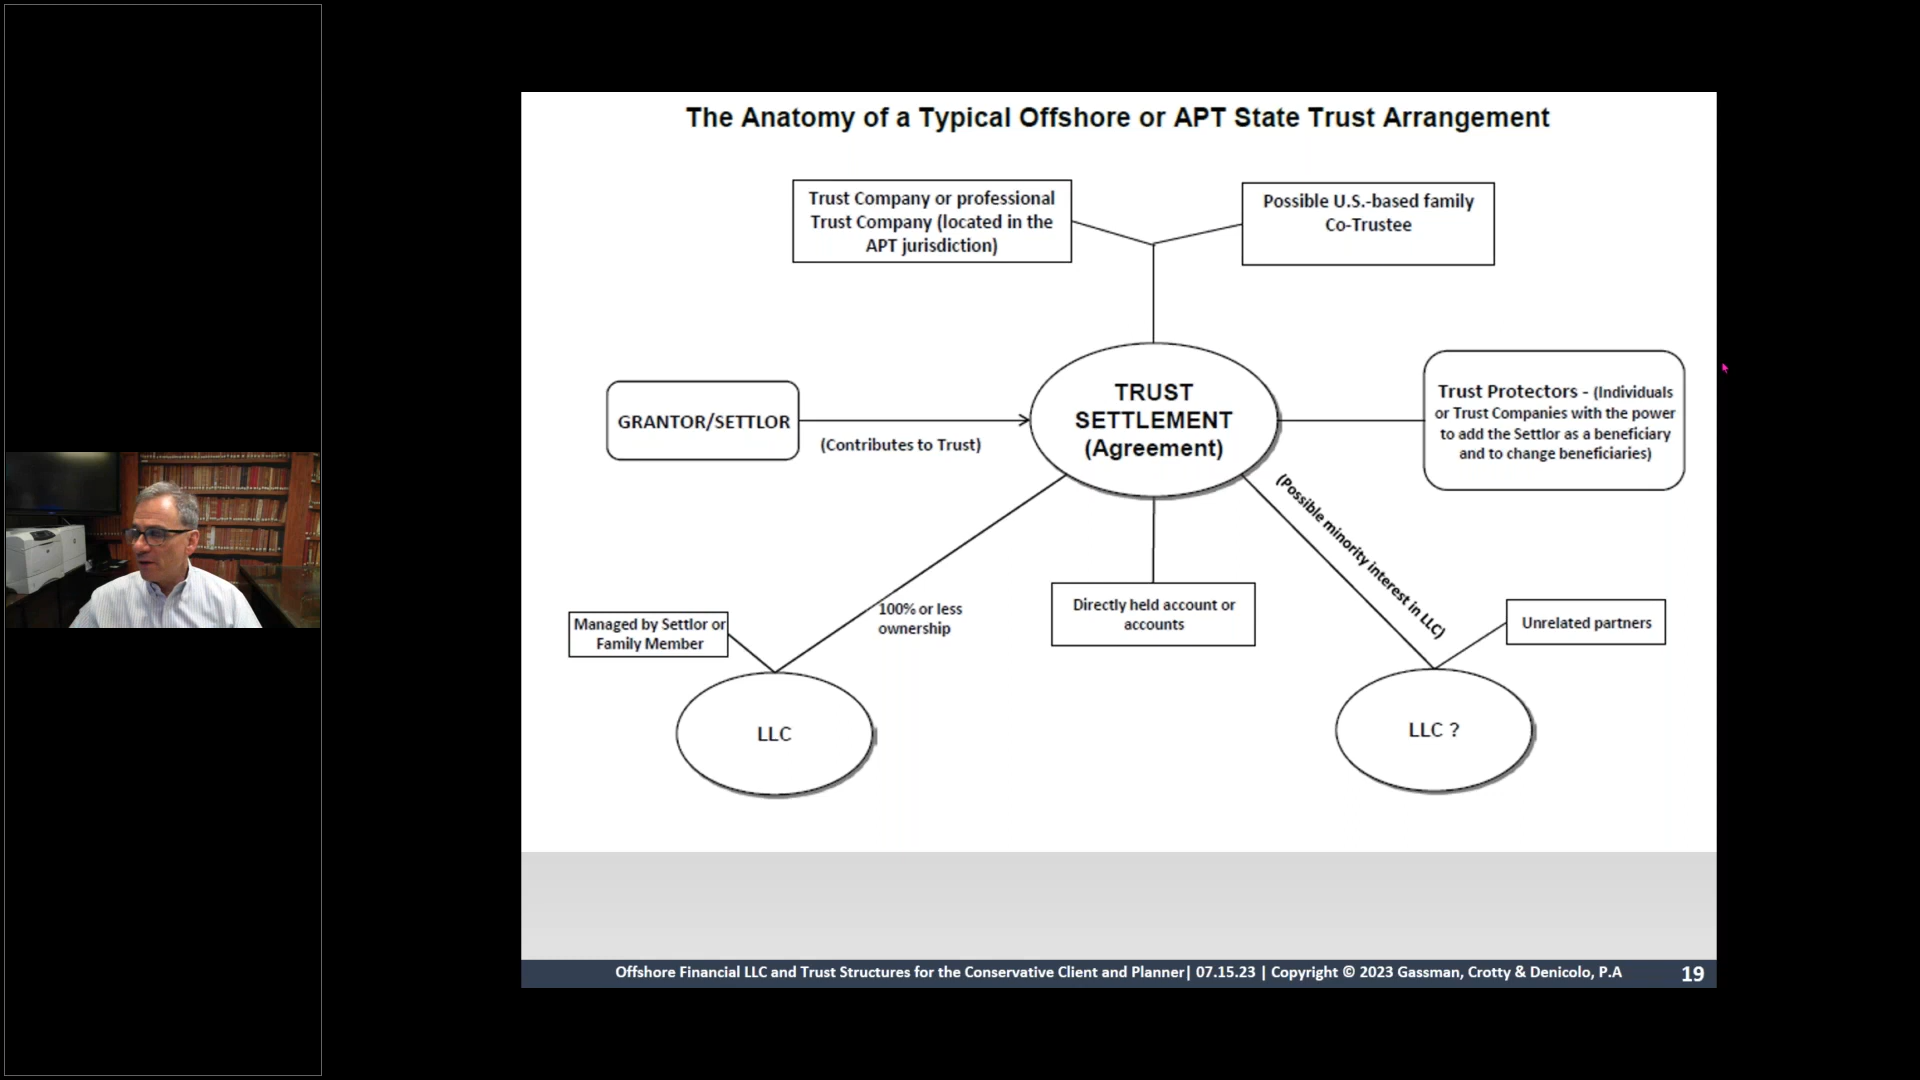 The Anatomy of a Typical Offshore or APT State Trust Arrangement
Trust Company or professional
Trust Company (located in the
APT jurisdiction)
Possible U.S.-based family
Co-Trustee
GRANTOR/SETTLOR
(Contributes to Trust)
TRUST
SETTLEMENT
(Agreement)
Trust Protectors - (Individuals
or Trust Companies with the power
to add the Settlor as a beneficiary
and to change beneficiaries)
(Possible minority interest in LLC)
100% or less
ownership
Managed by Settlor or
Family Member
Directly held account or
accounts
Unrelated partners
LLC
LLC ?
Offshore Financial LLC and Trust Structures for the Conservative Client and Planner| 07.15.23 | Copyright © 2023 Gassman, Crotty & Denicolo, P.A
19